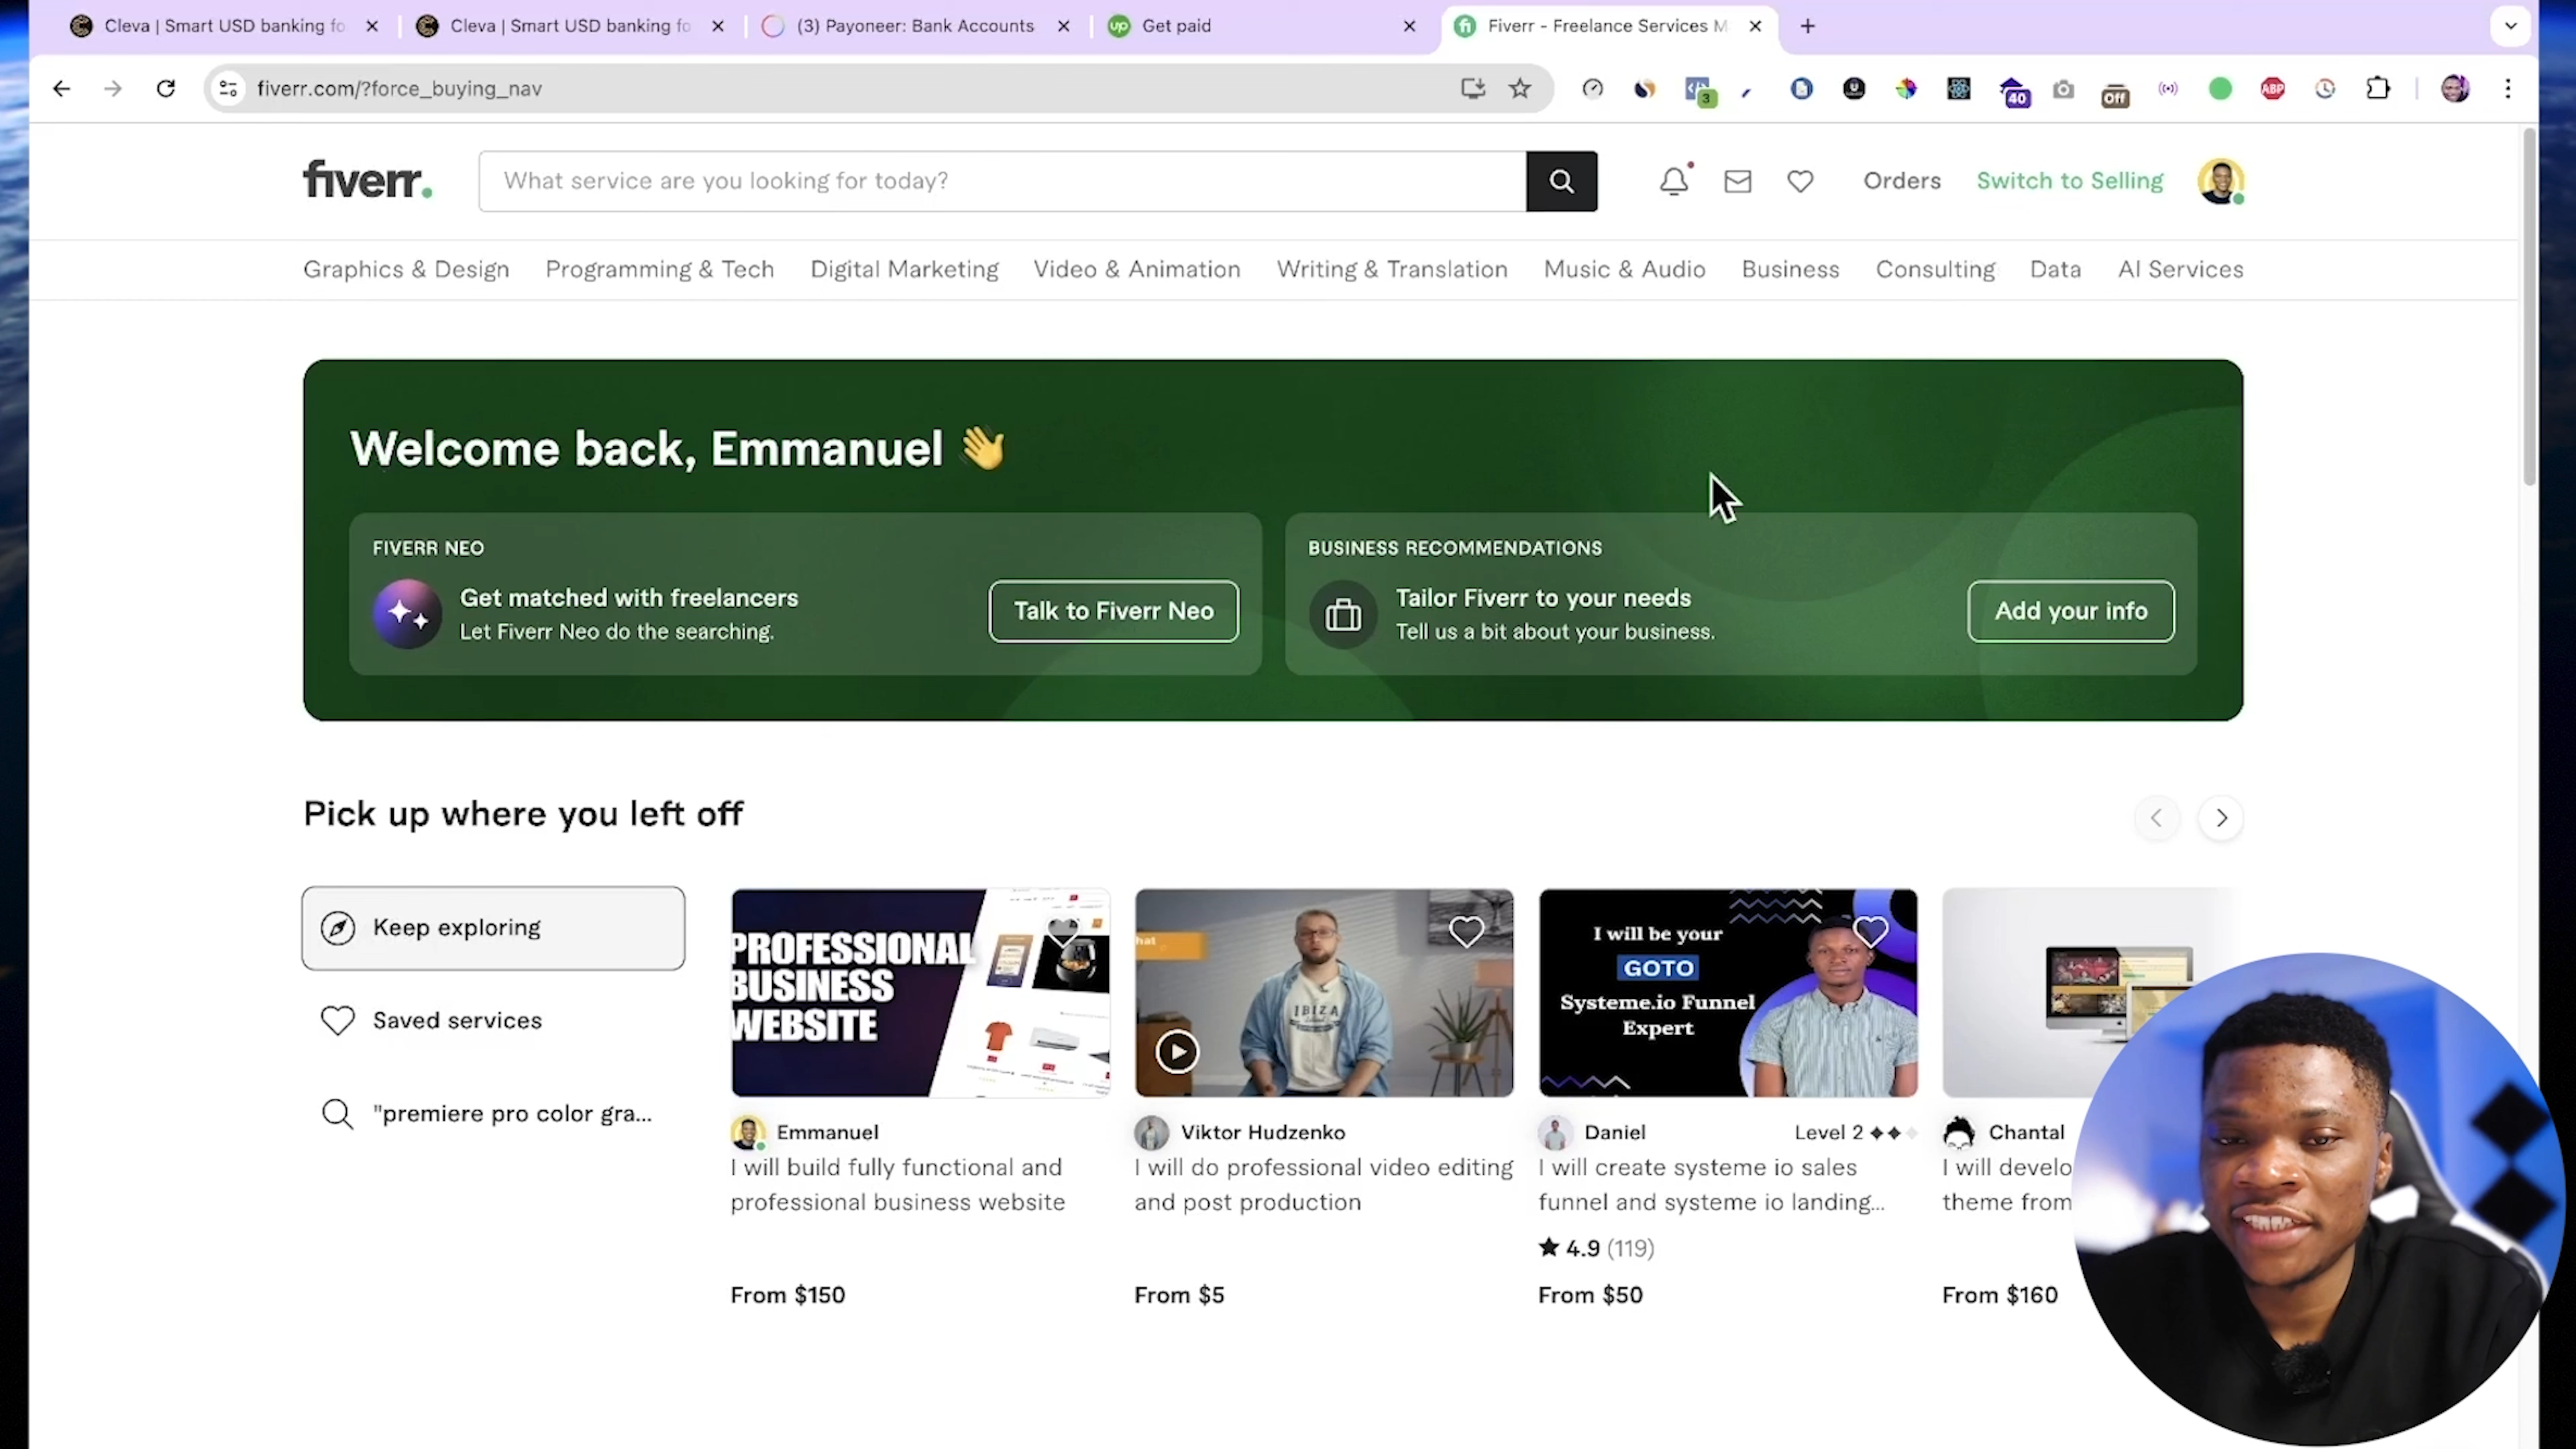 Cleva | Smart USD banking fo
Cleva | Smart USD banking fo
(3) Payoneer: Bank Accounts
up Get paid
fi Fiverr - Freelance Services M
fiverr.com/?force_buying_nav
3
40
Off
ABP
fiverr.
What service are you looking for today?
Orders
Switch to Selling
Graphics & Design
Programming & Tech
Digital Marketing
Video & Animation
Writing & Translation
Music & Audio
Business
Consulting
Data
AI Services
Welcome back, Emmanuel 👋
FIVERR NEO
Get matched with freelancers
Let Fiverr Neo do the searching.
Talk to Fiverr Neo
BUSINESS RECOMMENDATIONS
Tailor Fiverr to your needs
Tell us a bit about your business.
Add your info
Pick up where you left off
Keep exploring
Saved services
"premiere pro color gra...
PROFESSIONAL
BUSINESS
WEBSITE
Emmanuel
I will build fully functional and
professional business website
From $150
hat
IBIZA
Viktor Hudzenko
I will do professional video editing
and post production
From $5
I will be your
GOTO
Systeme.io Funnel
Expert
Daniel
Level 2
I will create systeme io sales
funnel and systeme io landing...
★ 4.9 (119)
From $50
Chantal
I will develo
theme from
From $160